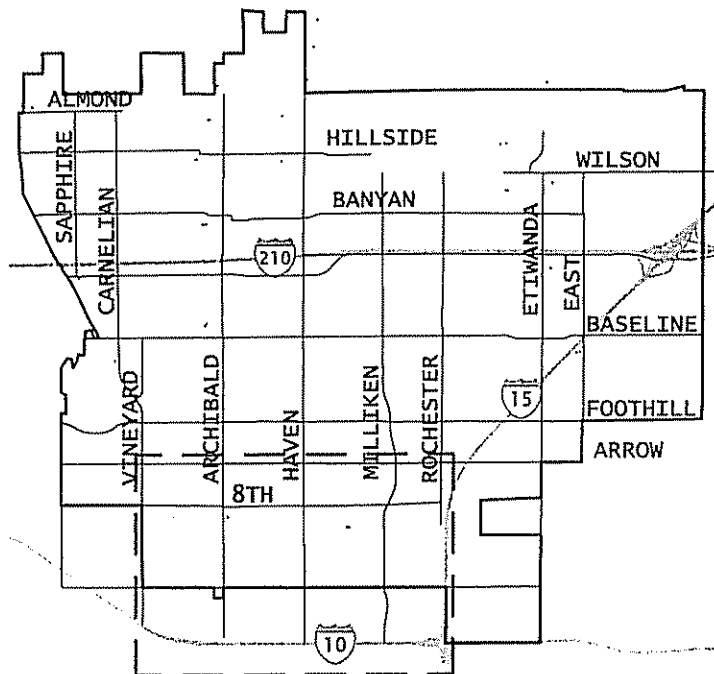 ALMOND
HILLSIDE
WILSON
SAPPHIRE
CARNELIAN
BANYAN
ETIWANDA
EAST
210
BASELINE
VINEYARD
ARCHIBALD
HAVEN
MILLIKEN
ROCHESTER
15
FOOTHILL
ARROW
8TH
10